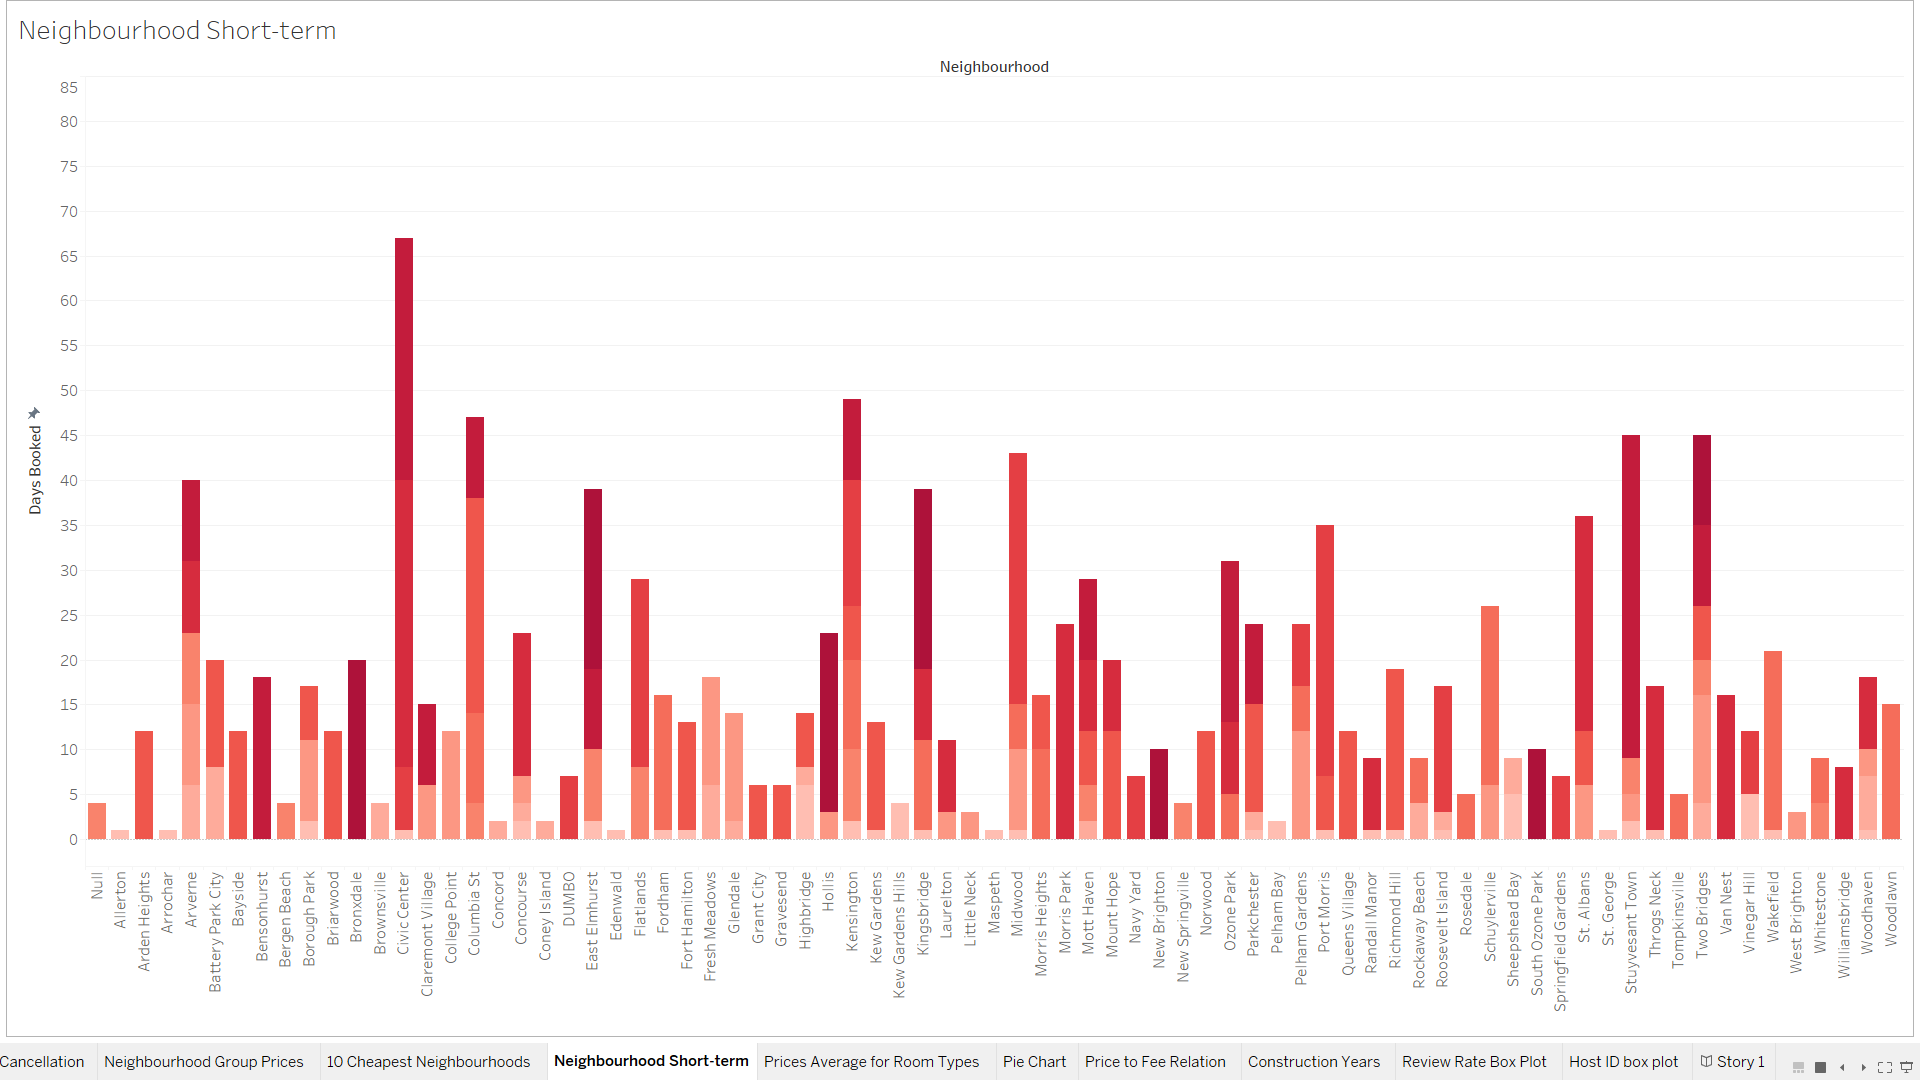 Neighbourhood Short-term
Neighbourhood
85
80
75
70
65
60
55
50
45
40
35
30
25
20
15
10
5
0
Days Booked
Null
Allerton
Arden Heights
Arrochar
Arverne
Battery Park City
Bayside
Bensonhurst
Bergen Beach
Borough Park
Briarwood
Bronxdale
Brownsville
Civic Center
Claremont Village
College Point
Columbia St
Concord
Concourse
Coney Island
DUMBO
East Elmhurst
Edenwald
Flatlands
Fordham
Fort Hamilton
Fresh Meadows
Glendale
Grant City
Gravesend
Highbridge
Hollis
Kensington
Kew Gardens
Kew Gardens Hills
Kingsbridge
Laurelton
Little Neck
Maspeth
Midwood
Morris Heights
Morris Park
Mott Haven
Mount Hope
Navy Yard
New Brighton
New Springville
Norwood
Ozone Park
Parkchester
Pelham Bay
Pelham Gardens
Port Morris
Queens Village
Randall Manor
Richmond Hill
Rockaway Beach
Roosevelt Island
Rosedale
Schuylerville
Sheepshead Bay
South Ozone Park
Springfield Gardens
St. Albans
St. George
Stuyvesant Town
Throgs Neck
Tompkinsville
Two Bridges
Van Nest
Vinegar Hill
Wakefield
West Brighton
Whitestone
Williamsbridge
Woodhaven
Woodlawn
Cancellation
Neighbourhood Group Prices
10 Cheapest Neighbourhoods
Neighbourhood Short-term
Prices Average for Room Types
Pie Chart
Price to Fee Relation
Construction Years
Review Rate Box Plot
Host ID box plot
Story 1